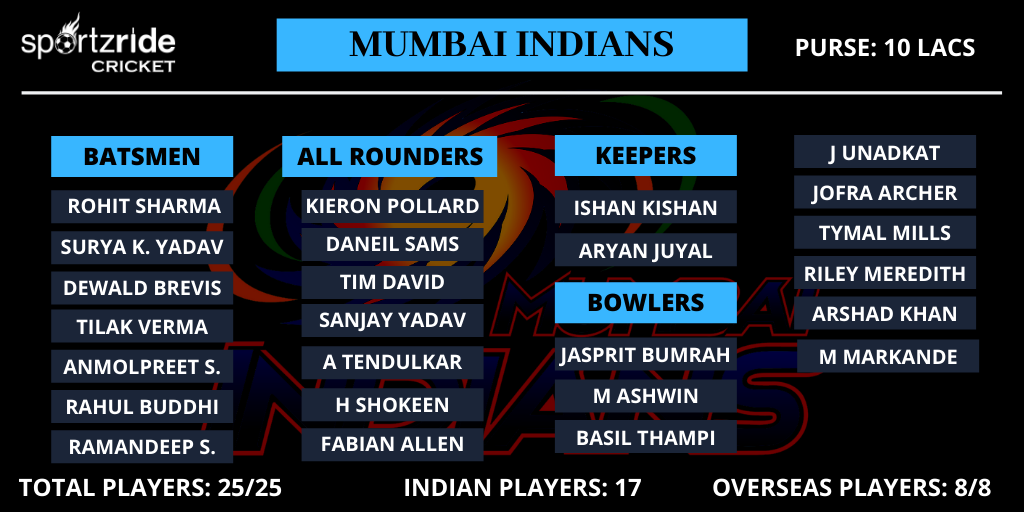 sportzride
CRICKET
MUMBAI INDIANS
PURSE: 10 LACS
BATSMEN
ROHIT SHARMA
SURYA K. YADAV
DEWALD BREVIS
TILAK VERMA
ANMOLPREET S.
RAHUL BUDDHI
RAMANDEEP S.
ALL ROUNDERS
KIERON POLLARD
DANEIL SAMS
TIM DAVID
SANJAY YADAV
A TENDULKAR
H SHOKEEN
FABIAN ALLEN
KEEPERS
ISHAN KISHAN
ARYAN JUYAL
BOWLERS
JASPRIT BUMRAH
M ASHWIN
BASIL THAMPI
J UNADKAT
JOFRA ARCHER
TYMAL MILLS
RILEY MEREDITH
ARSHAD KHAN
M MARKANDE
MUMBAI
INDIANS
TOTAL PLAYERS: 25/25
INDIAN PLAYERS: 17
OVERSEAS PLAYERS: 8/8